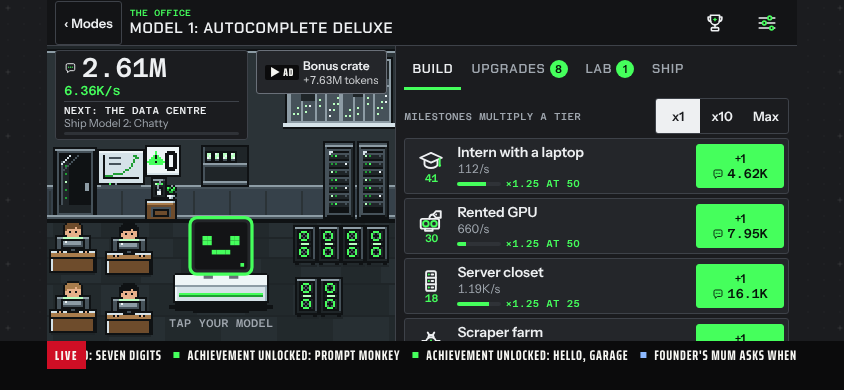 ‹ Modes
THE OFFICE
MODEL 1: AUTOCOMPLETE DELUXE
2.61M
6.36K/s
NEXT: THE DATA CENTRE
Ship Model 2: Chatty
AD
Bonus crate
+7.63M tokens
TAP YOUR MODEL
BUILD
UPGRADES 8
LAB 1
SHIP
MILESTONES MULTIPLY A TIER
x1
x10
Max
41
Intern with a laptop
112/s
×1.25 AT 50
+1
4.62K
30
Rented GPU
660/s
×1.25 AT 50
+1
7.95K
18
Server closet
1.19K/s
×1.25 AT 25
+1
16.1K
Scraper farm
+1
LIVE
: SEVEN DIGITS ACHIEVEMENT UNLOCKED: PROMPT MONKEY ACHIEVEMENT UNLOCKED: HELLO, GARAGE FOUNDER'S MUM ASKS WHEN